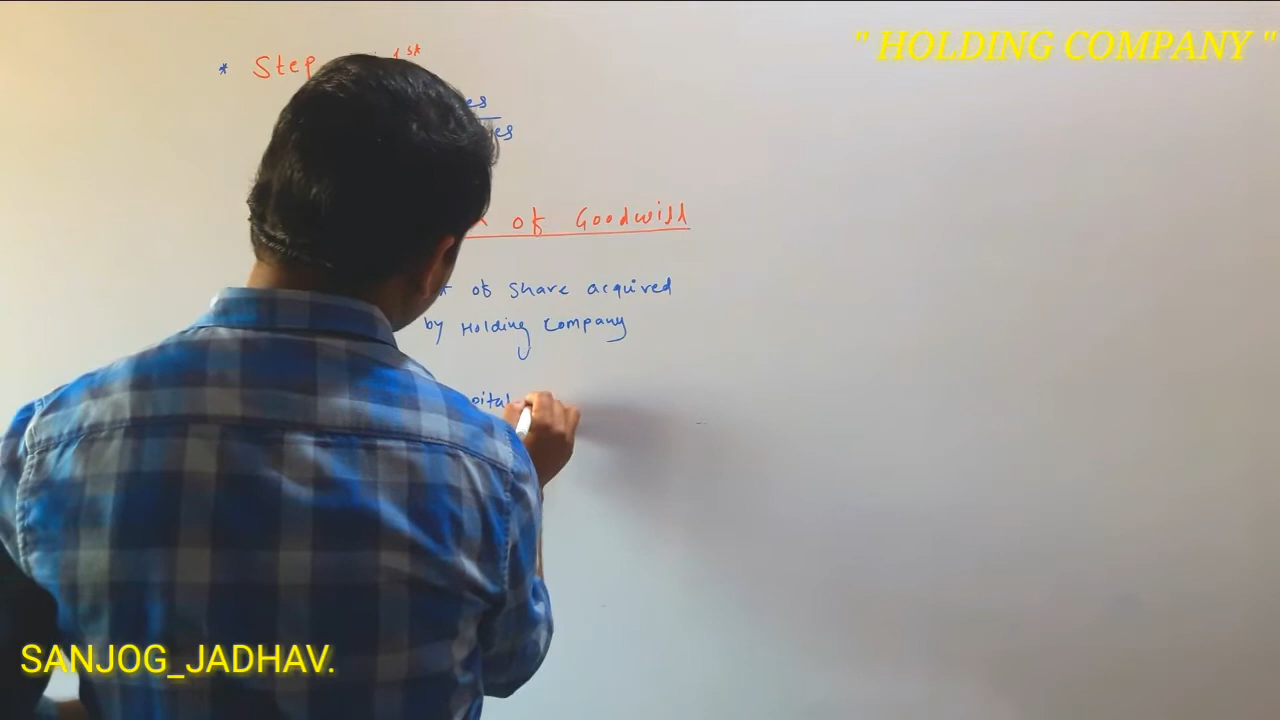 " HOLDING COMPANY "
* Step 1st
of Goodwill
of share acquired
by Holding Company
SANJOG_JADHAV.